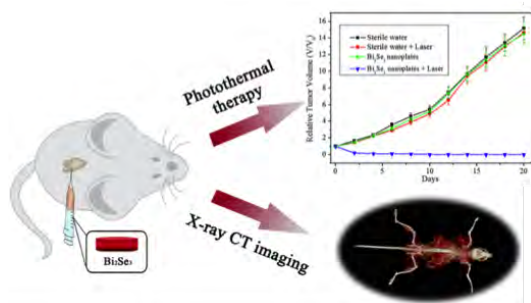 Photothermal
therapy
X-ray CT imaging
Bi₂Se₃
Relative Tumor Volume (V/V₀)
16
14
12
10
8
6
4
2
0
Sterile water
Sterile water + Laser
Bi₂Se₃ nanoplates
Bi₂Se₃ nanoplates + Laser
0 5 10 15 20
Days